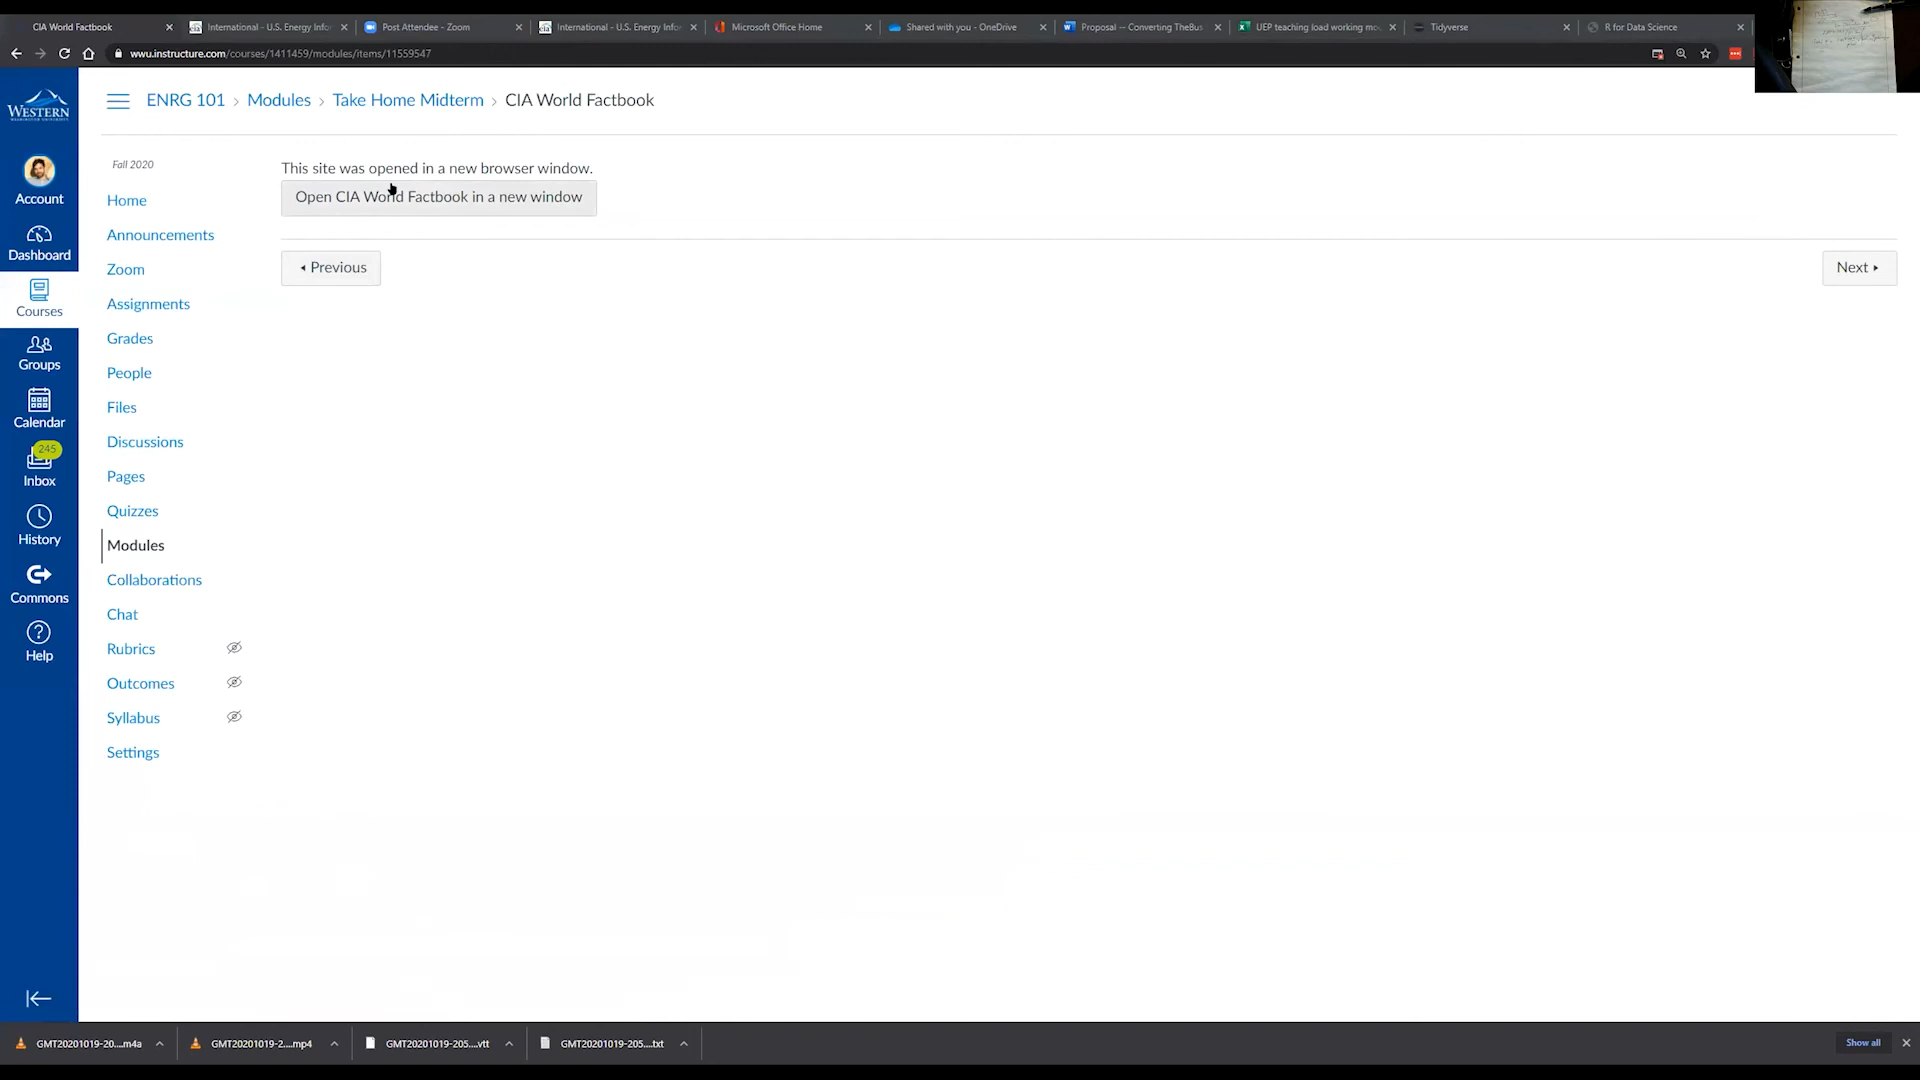 CIA World Factbook
International - U.S. Energy Infor
Post Attendee - Zoom
International - U.S. Energy Infor
Microsoft Office Home
Shared with you - OneDrive
Proposal -- Converting TheBus
UEP teaching load working mo
Tidyverse
R for Data Science
wwu.instructure.com/courses/1411459/modules/items/11559547
WESTERN
WASHINGTON UNIVERSITY
Account
Dashboard
Courses
Groups
Calendar
245
Inbox
History
Commons
Help
ENRG 101 › Modules › Take Home Midterm › CIA World Factbook
Fall 2020
Home
Announcements
Zoom
Assignments
Grades
People
Files
Discussions
Pages
Quizzes
Modules
Collaborations
Chat
Rubrics
Outcomes
Syllabus
Settings
This site was opened in a new browser window.
Open CIA World Factbook in a new window
Previous
Next
GMT20201019-20....m4a
GMT20201019-2....mp4
GMT20201019-205....vtt
GMT20201019-205....txt
Show all